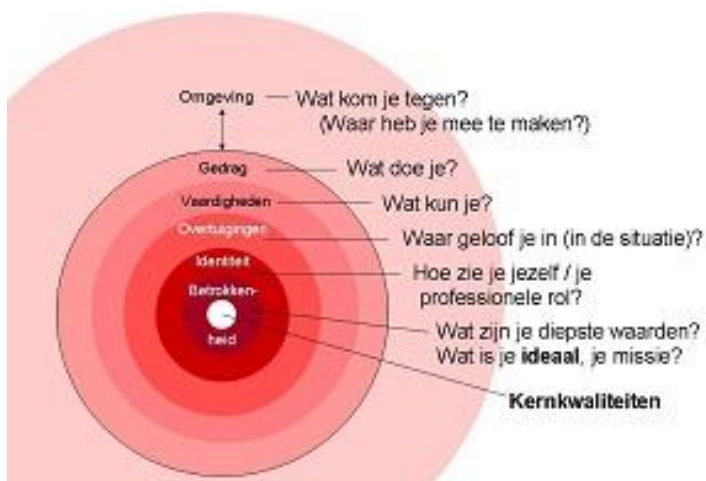 Omgeving
Wat kom je tegen?
(Waar heb je mee te maken?)
Gedrag
Wat doe je?
Vaardigheden
Wat kun je?
Overtuigingen
Waar geloof je in (in de situatie)?
Identiteit
Hoe zie je jezelf / je
professionele rol?
Betrokken-
heid
Wat zijn je diepste waarden?
Wat is je ideaal, je missie?
Kernkwaliteiten